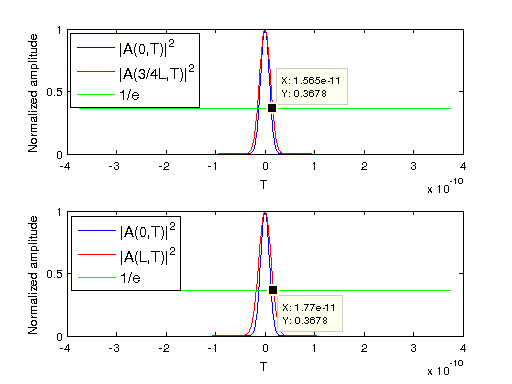 Normalized amplitude
1
0.5
0
|A(0,T)|²
|A(3/4L,T)|²
1/e
X: 1.565e-11
Y: 0.3678
-4 -3 -2 -1 0 1 2 3 4
T
x 10⁻¹⁰
Normalized amplitude
1
0.5
0
|A(0,T)|²
|A(L,T)|²
1/e
X: 1.77e-11
Y: 0.3678
-4 -3 -2 -1 0 1 2 3 4
T
x 10⁻¹⁰